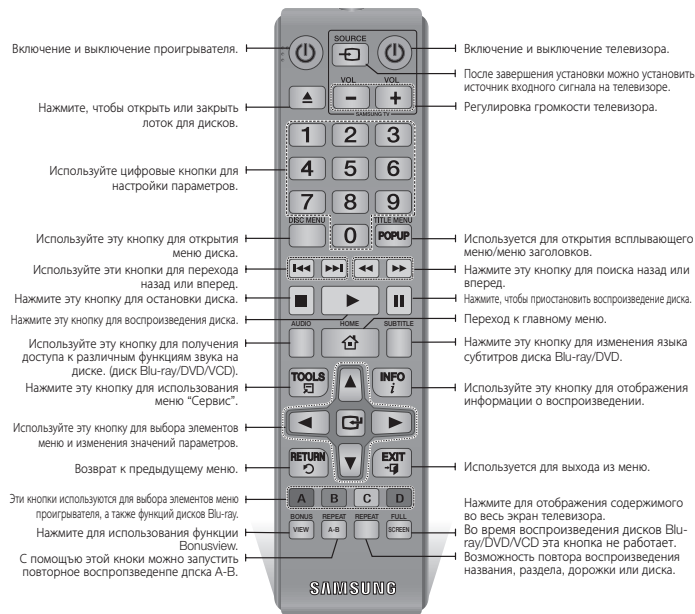 Включение и выключение проигрывателя.
Нажмите, чтобы открыть или закрыть
лоток для дисков.
Используйте цифровые кнопки для
настройки параметров.
Используйте эту кнопку для открытия
меню диска.
Используйте эти кнопки для перехода
назад или вперед.
Нажмите эту кнопку для остановки диска.
Нажмите эту кнопку для воспроизведения диска.
Используйте эту кнопку для получения
доступа к различным функциям звука на
диске. (диск Blu-ray/DVD/VCD).
Нажмите эту кнопку для использования
меню "Сервис".
Используйте эту кнопку для выбора элементов
меню и изменения значений параметров.
Возврат к предыдущему меню.
Эти кнопки используются для выбора элементов меню
проигрывателя, а также функций дисков Blu-ray.
Нажмите для использования функции
Bonusview.
С помощъю этой кноки можно запустить
повторное воспропзведенпе дпска A-B.
SOURCE
VOL VOL
SAMSUNG TV
1 2 3
4 5 6
7 8 9
DISC MENU TITLE MENU
0 POPUP
AUDIO HOME SUBTITLE
TOOLS INFO
i
RETURN EXIT
A B C D
BONUS REPEAT REPEAT FULL
VIEW A-B SCREEN
SAMSUNG
Включение и выключение телевизора.
После завершения установки можно установить
источник входного сигнала на телевизоре.
Регулировка громкости телевизора.
Используется для открытия всплывающего
меню/меню заголовков.
Нажмите эту кнопку для поиска назад или
вперед.
Нажмите, чтобы приостановить воспроизведение диска.
Переход к главному меню.
Нажмите эту кнопку для изменения языка
субтитров диска Blu-ray/DVD.
Используйте эту кнопку для отображения
информации о воспроизведении.
Используется для выхода из меню.
Нажмите для отображения содержимого
во весь экран телевизора.
Во время воспроизведения дисков Blu-
ray/DVD/VCD эта кнопка не работает.
Возможность повтора воспроизведения
названия, раздела, дорожки или диска.